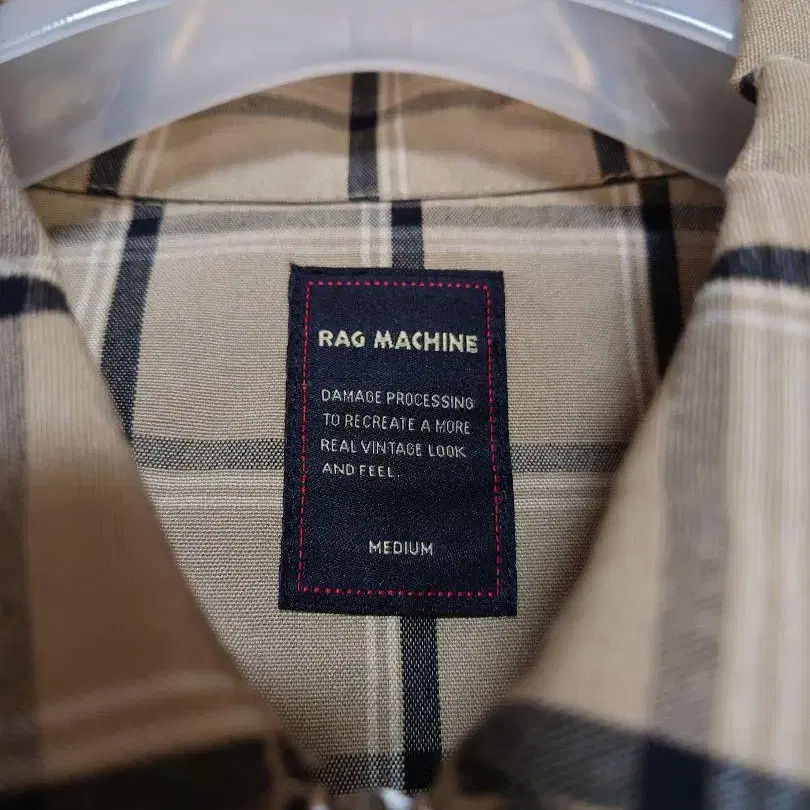 RAG MACHINE
DAMAGE PROCESSING
TO RECREATE A MORE
REAL VINTAGE LOOK
AND FEEL.
MEDIUM